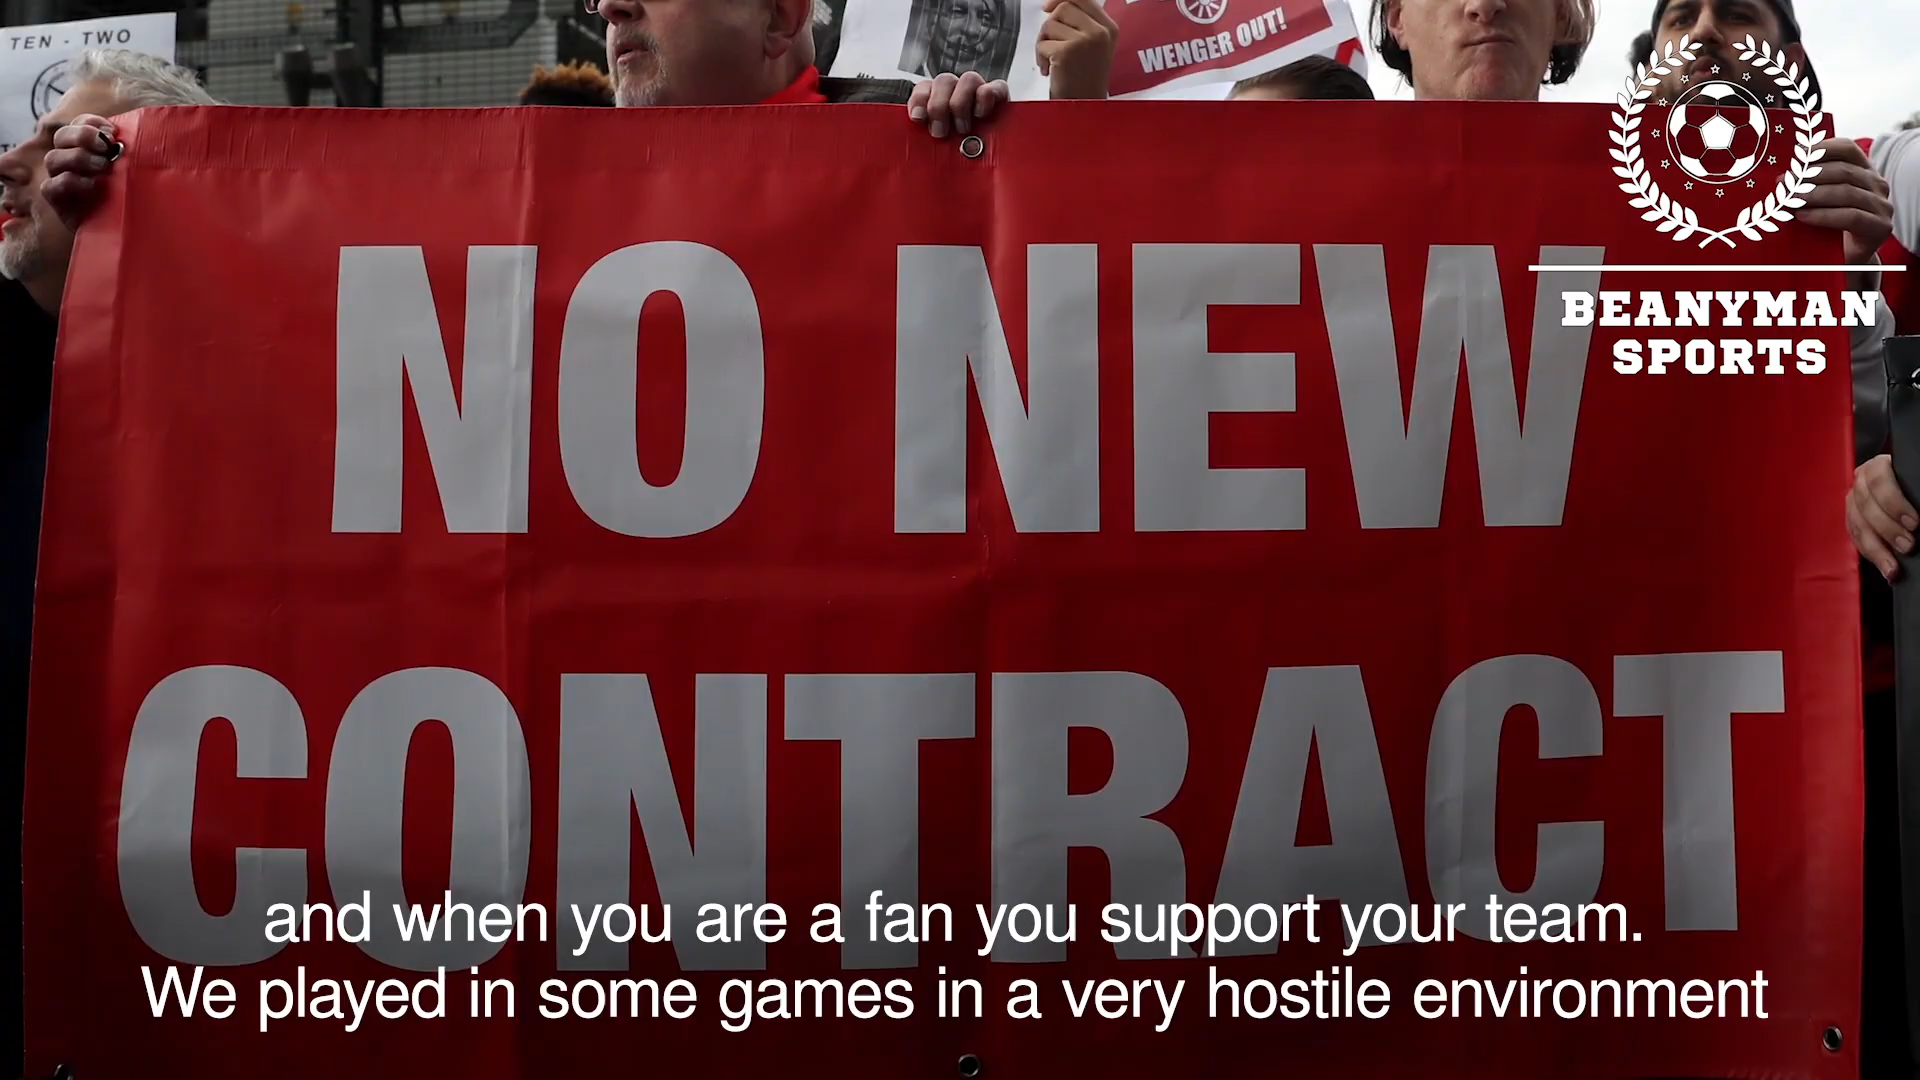 TEN - TWO
WENGER OUT!
NO NEW
CONTRACT
BEANYMAN
SPORTS
and when you are a fan you support your team.
We played in some games in a very hostile environment